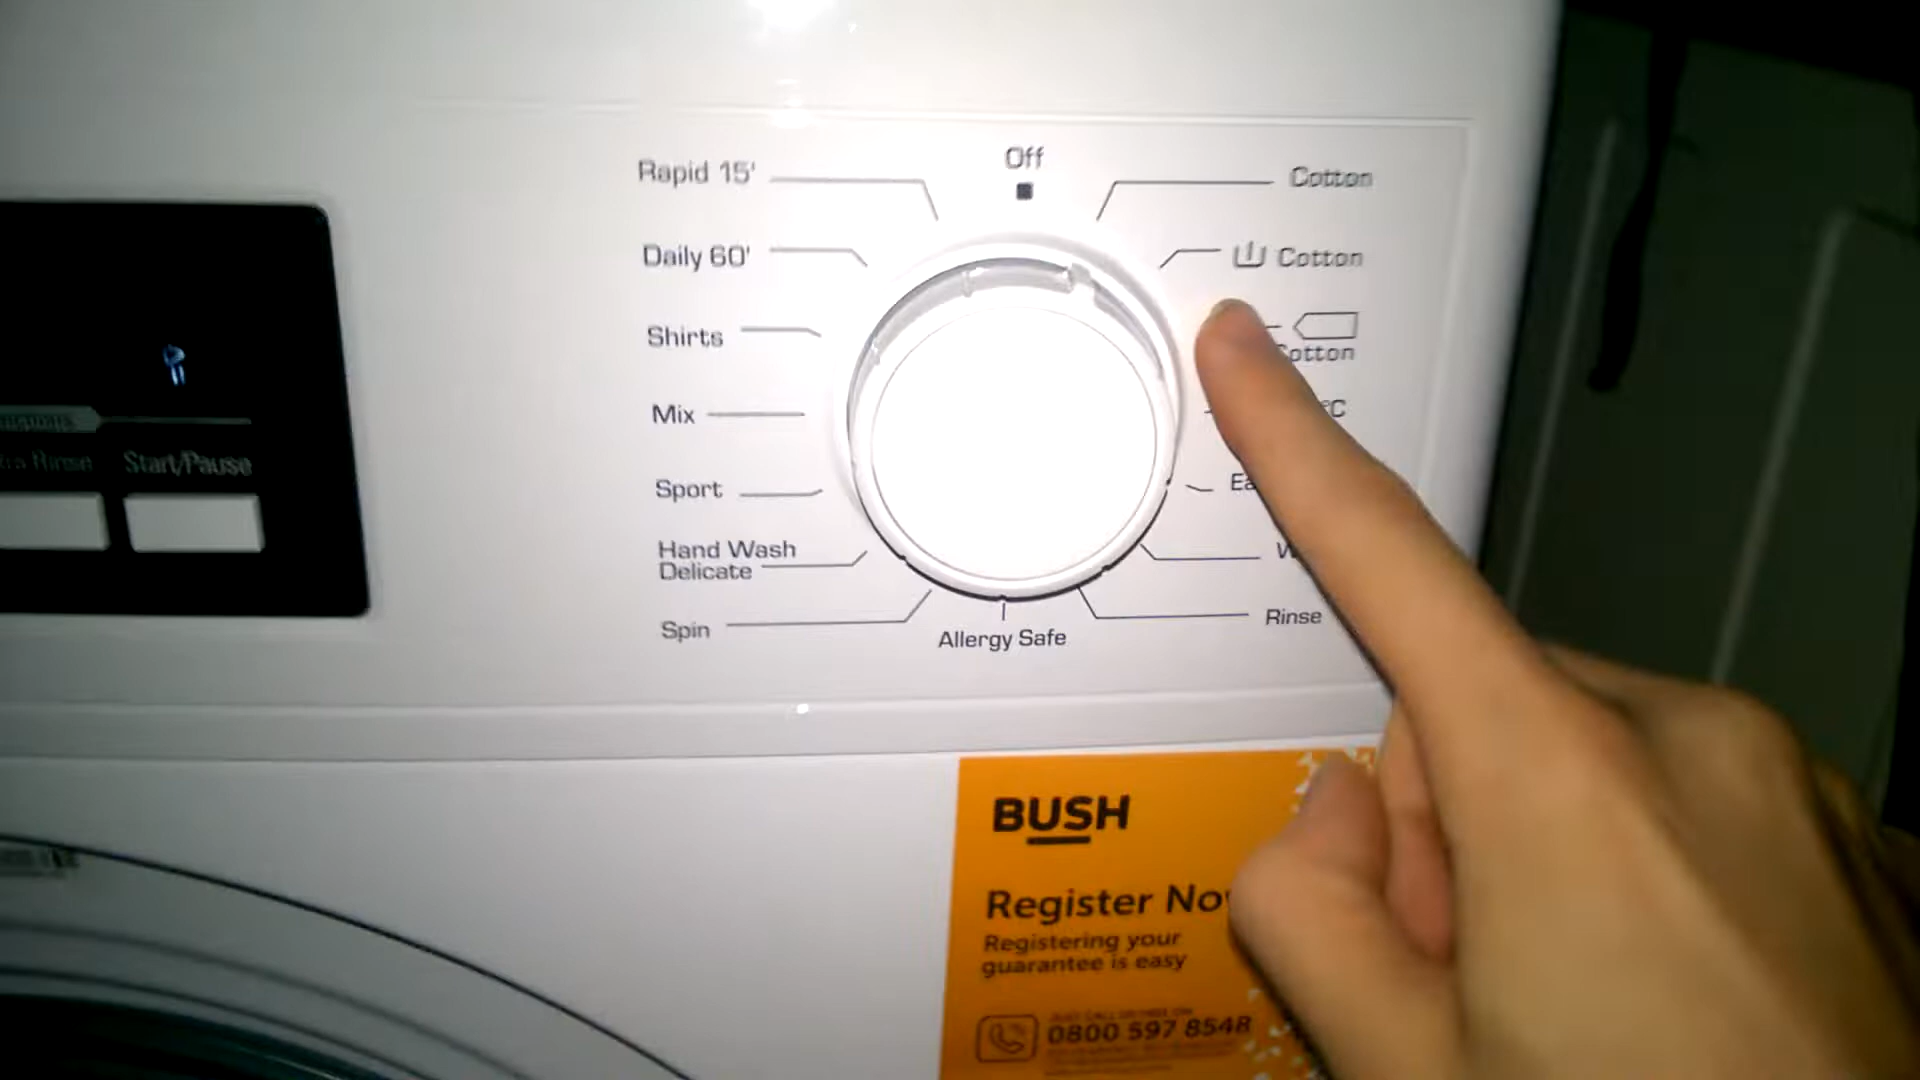 Off
Rapid 15'
Cotton
Daily 60'
Cotton
Shirts
Cotton
Mix
°C
Start/Pause
Sport
Hand Wash
Delicate
Spin
Allergy Safe
Rinse
BUSH
Register
Registering your
guarantee is easy
0800 597 8548